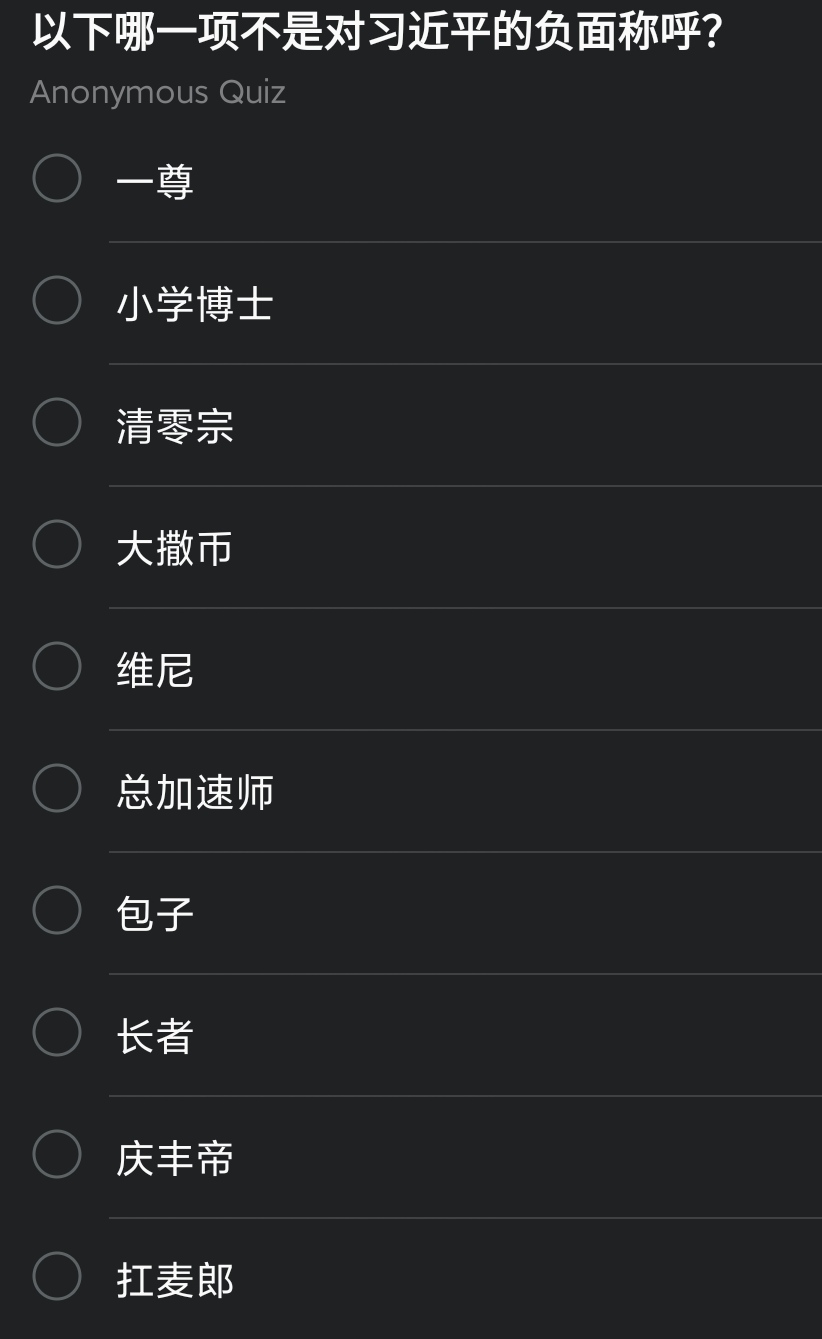 以下哪一项不是对习近平的负面称呼？
Anonymous Quiz
一尊
小学博士
清零宗
大撒币
维尼
总加速师
包子
长者
庆丰帝
扛麦郎